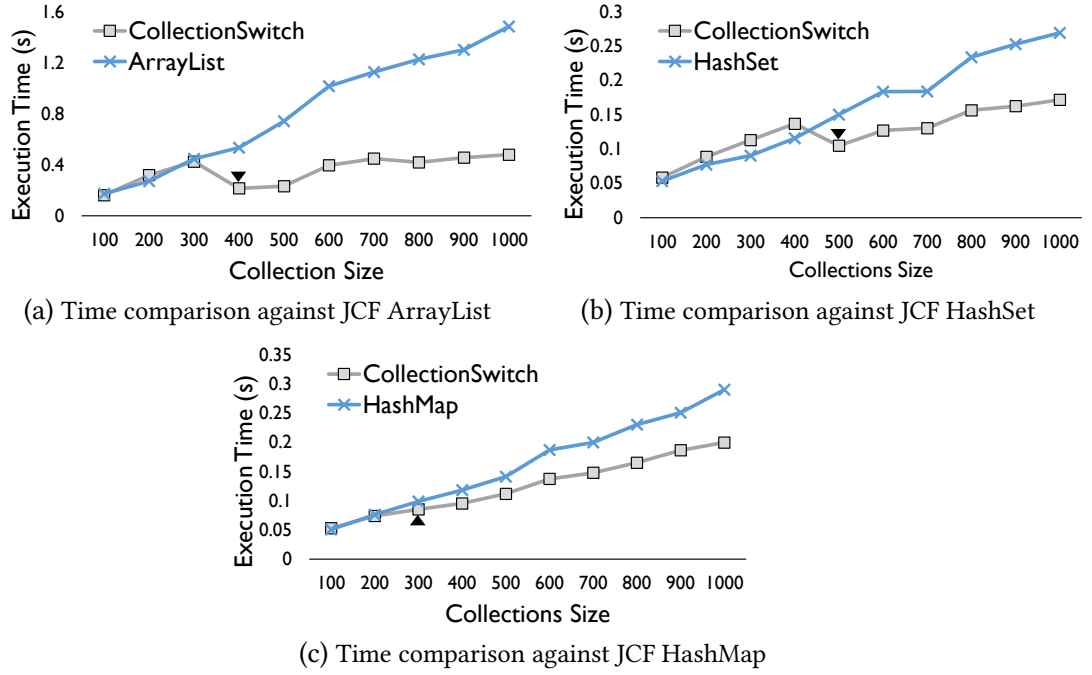 Execution Time (s)
1.6
1.2
0.8
0.4
0
CollectionSwitch
ArrayList
100 200 300 400 500 600 700 800 900 1000
Collection Size
(a) Time comparison against JCF ArrayList
Execution Time (s)
0.3
0.25
0.2
0.15
0.1
0.05
0
CollectionSwitch
HashSet
100 200 300 400 500 600 700 800 900 1000
Collections Size
(b) Time comparison against JCF HashSet
Execution Time (s)
0.35
0.3
0.25
0.2
0.15
0.1
0.05
0
CollectionSwitch
HashMap
100 200 300 400 500 600 700 800 900 1000
Collections Size
(c) Time comparison against JCF HashMap